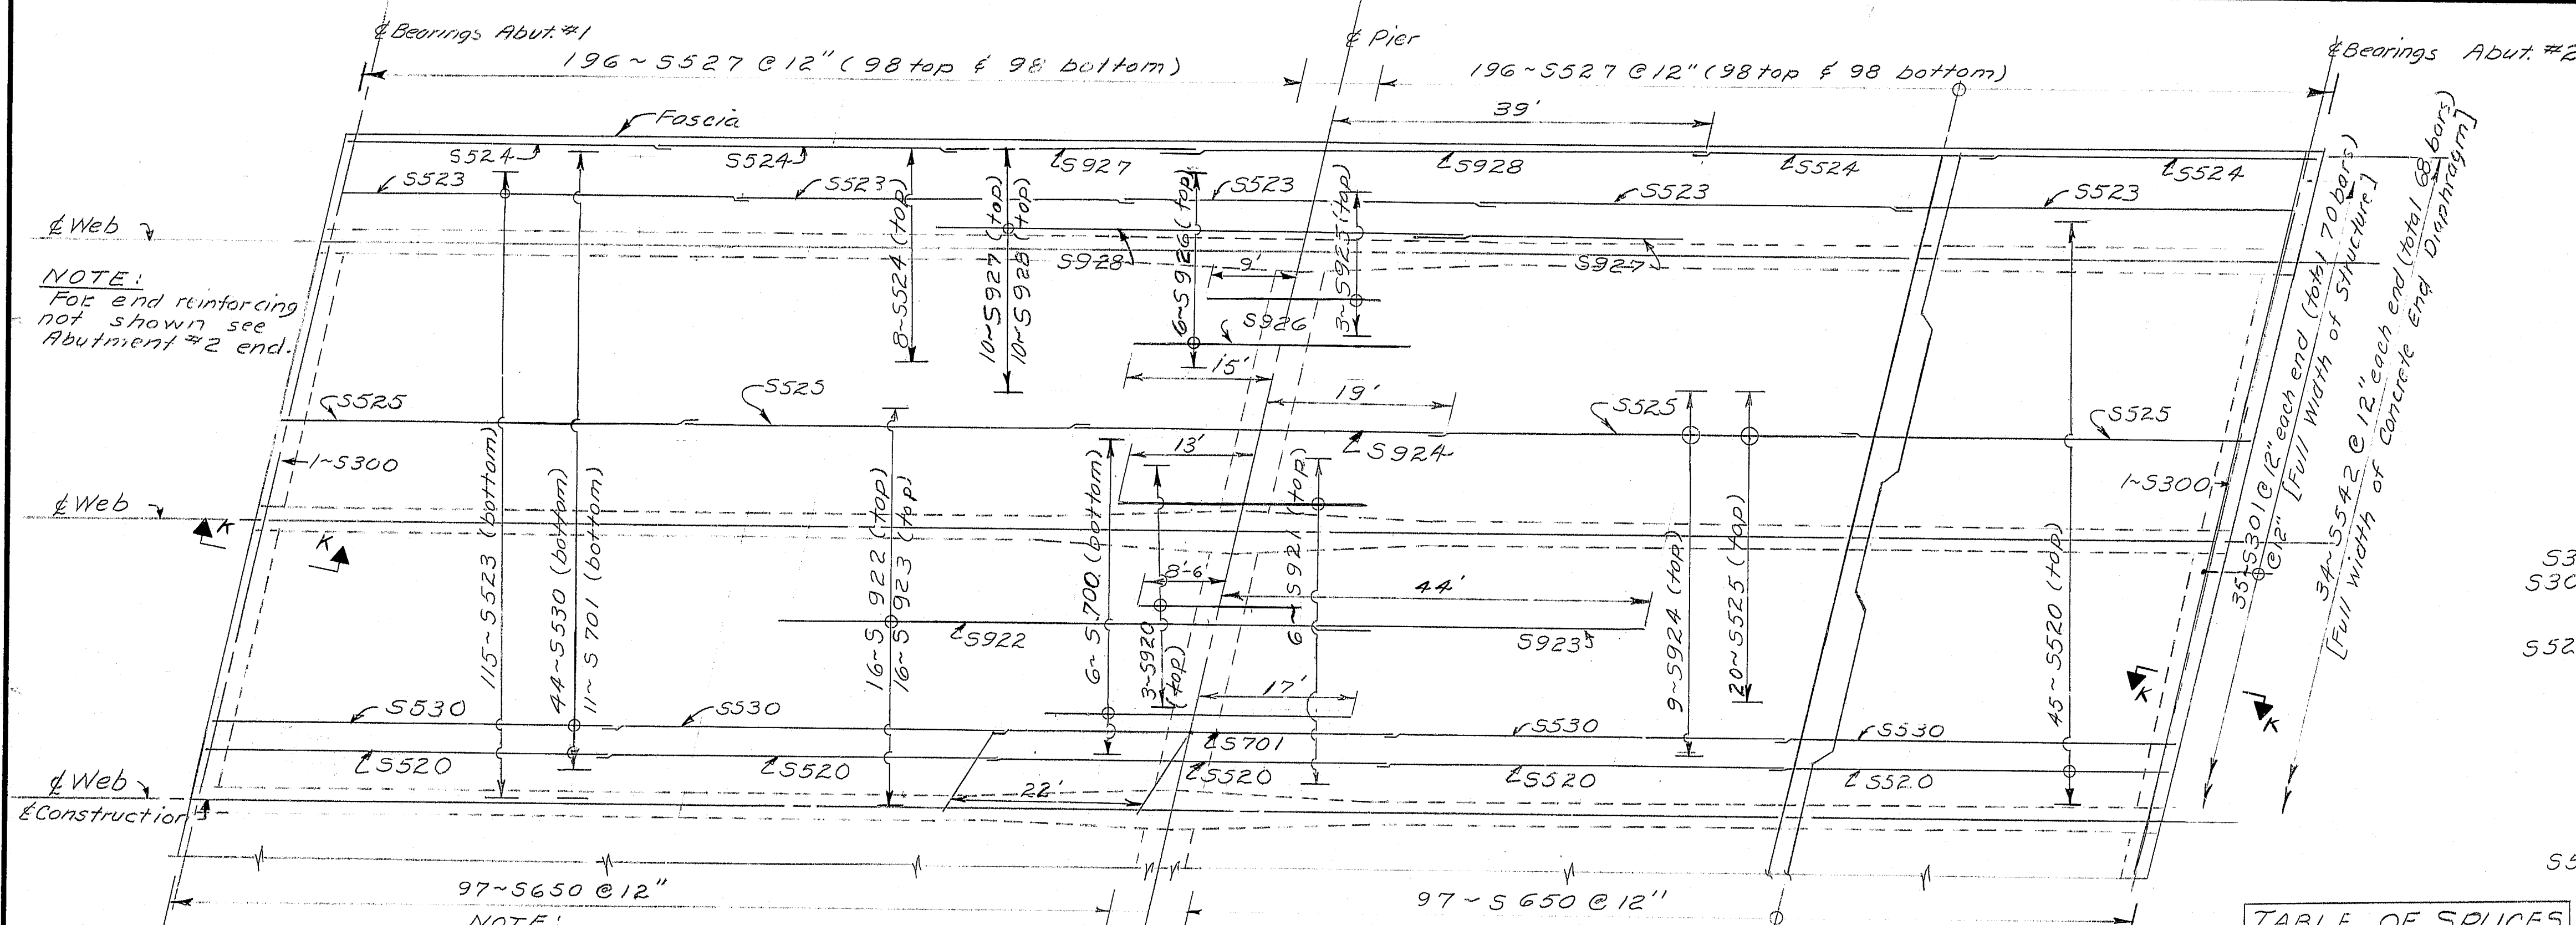 ℄ Bearings Abut. #1
℄ Pier
℄ Bearings Abut. #2
196~S527 @ 12" (98 top & 98 bottom)
196~S527 @ 12" (98 top & 98 bottom)
39'
Fascia
S524
S524
S927
S928
S524
S524
S523
S523
S523
S523
S523
℄ Web
S928
S927
9'
NOTE:
For end reinforcing
not shown see
Abutment #2 end.
8~S524 (top)
10~S927 (top)
10~S928 (top)
6~S926 (top)
3~S925 (top)
S926
15'
19'
S525
S525
S525
S525
S924
13'
1~S300
1~S300
℄ Web
K
K
115~S523 (bottom)
44~S530 (bottom)
11~S701 (bottom)
16~S922 (top)
16~S923 (top)
6~S700 (bottom)
3~S920
(top)
6~S921 (top)
9~S924 (top)
20~S525 (top)
45~S520 (top)
35~S301 @ 12" each end (total 70 bars)
@ 12" [Full Width of Structure]
34~S542 @ 12" each end (total 68 bars)
[Full width of Concrete End Diaphragm]
8'-6"
44'
S922
S923
17'
K
K
S530
S530
S701
S530
S530
S520
S520
S520
S520
S520
22'
℄ Web
℄ Construction
97~S650 @ 12"
97~S650 @ 12"
NOTE:
S3
S30
S52
S5
TABLE OF SPLICES